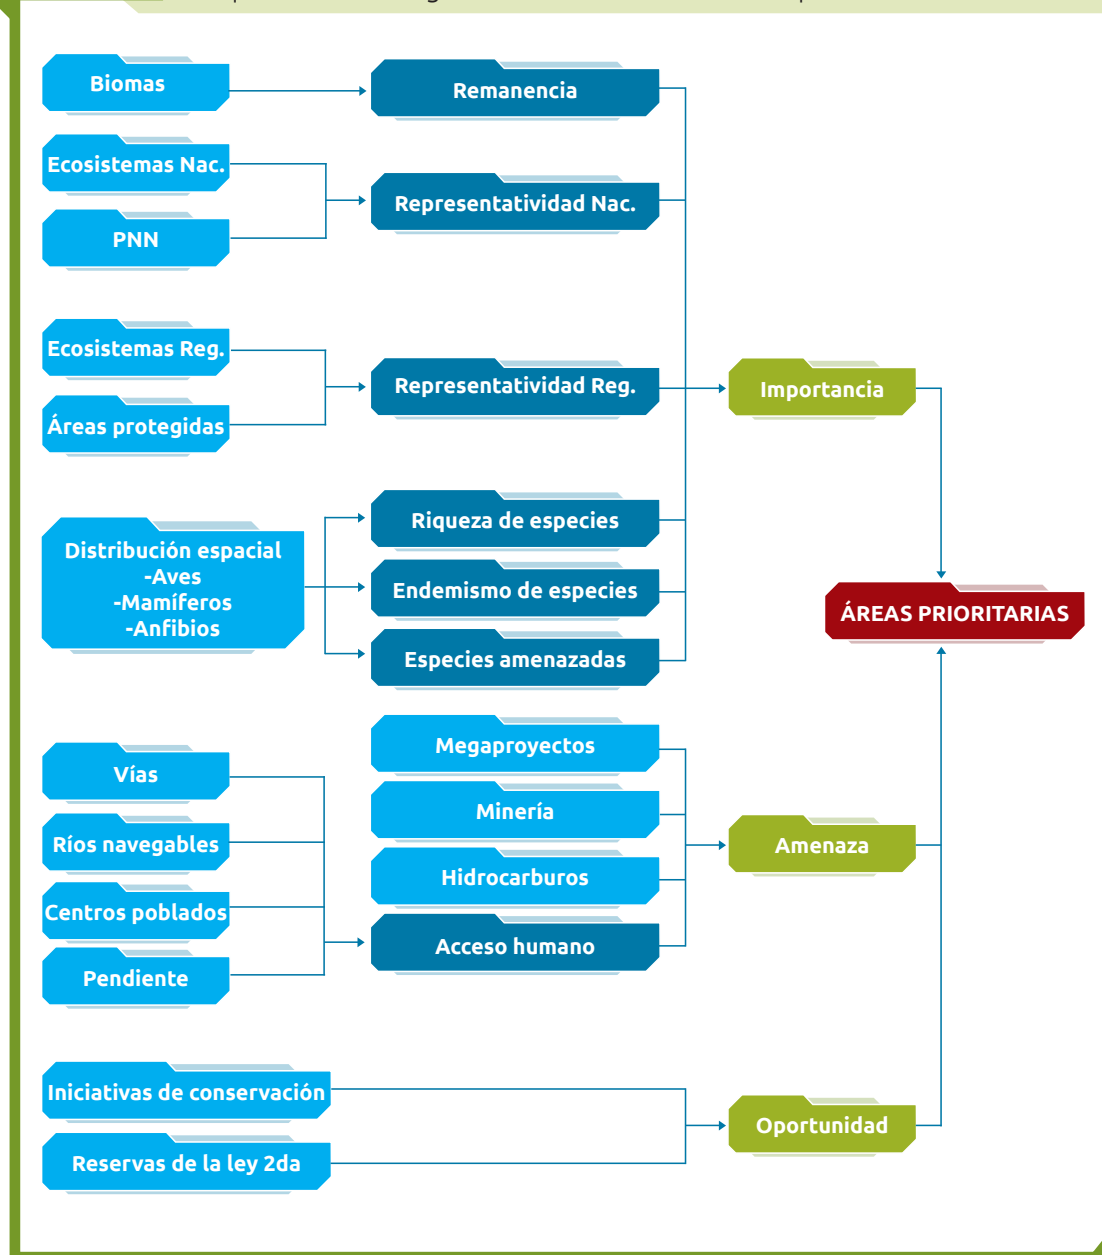 Biomas
Remanencia
Ecosistemas Nac.
PNN
Representatividad Nac.
Ecosistemas Reg.
Áreas protegidas
Representatividad Reg.
Importancia
Distribución espacial
-Aves
-Mamíferos
-Anfibios
Riqueza de especies
Endemismo de especies
Especies amenazadas
ÁREAS PRIORITARIAS
Vías
Ríos navegables
Centros poblados
Pendiente
Megaproyectos
Minería
Hidrocarburos
Acceso humano
Amenaza
Iniciativas de conservación
Reservas de la ley 2da
Oportunidad